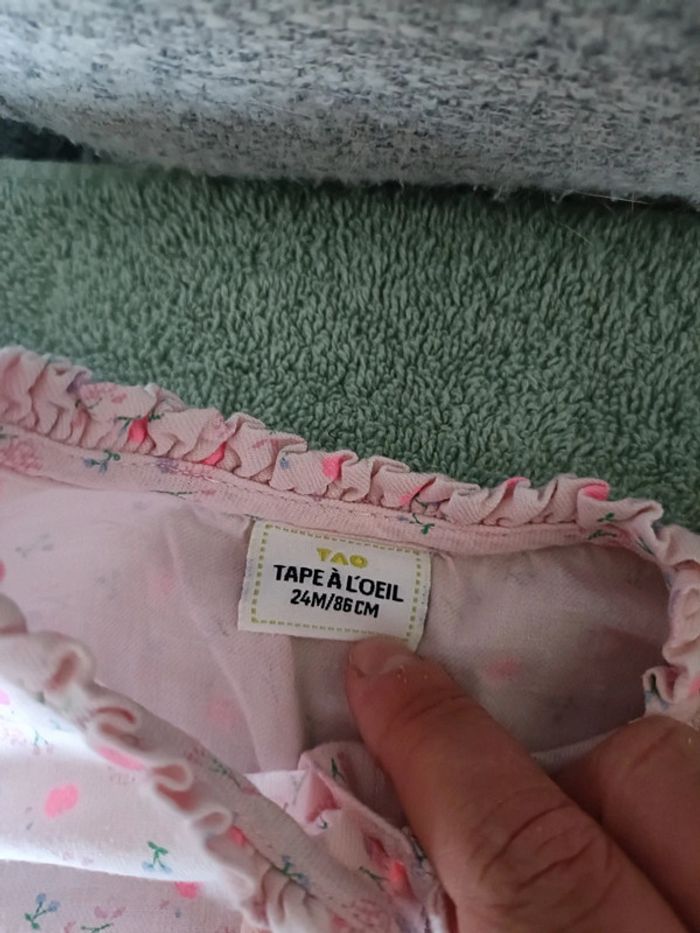 TAO
TAPE À L'OEIL
24M/86CM